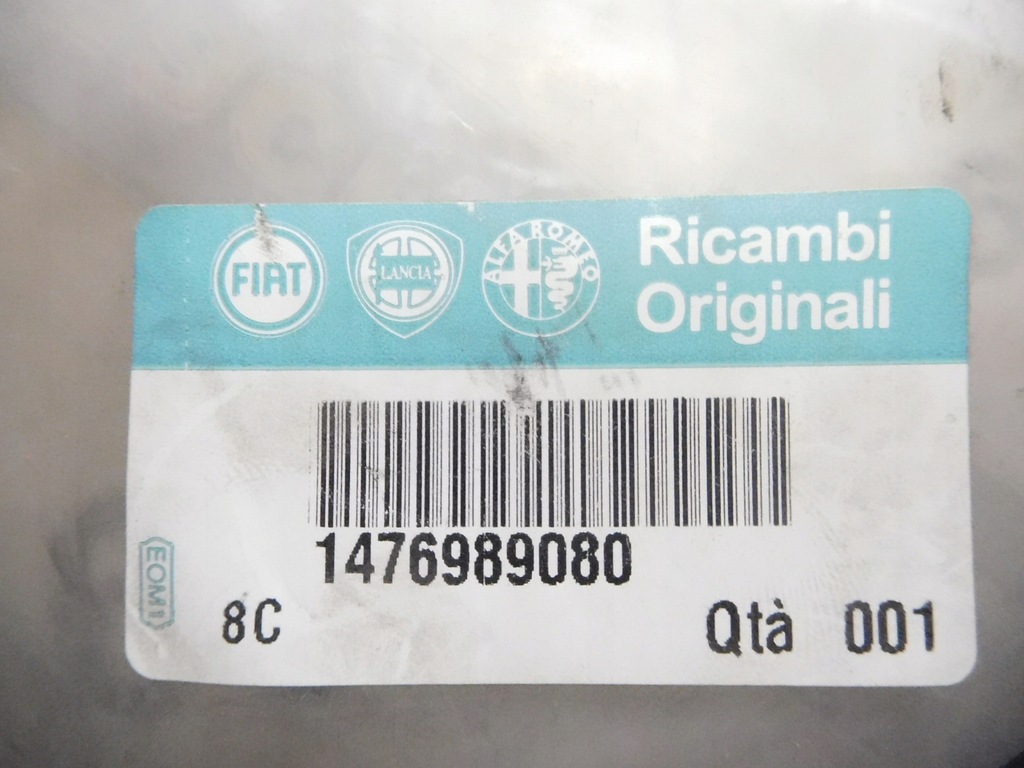 FIAT LANCIA ALFA ROMEO Ricambi
Originali
1476989080
EOM1
8C Qtà 001